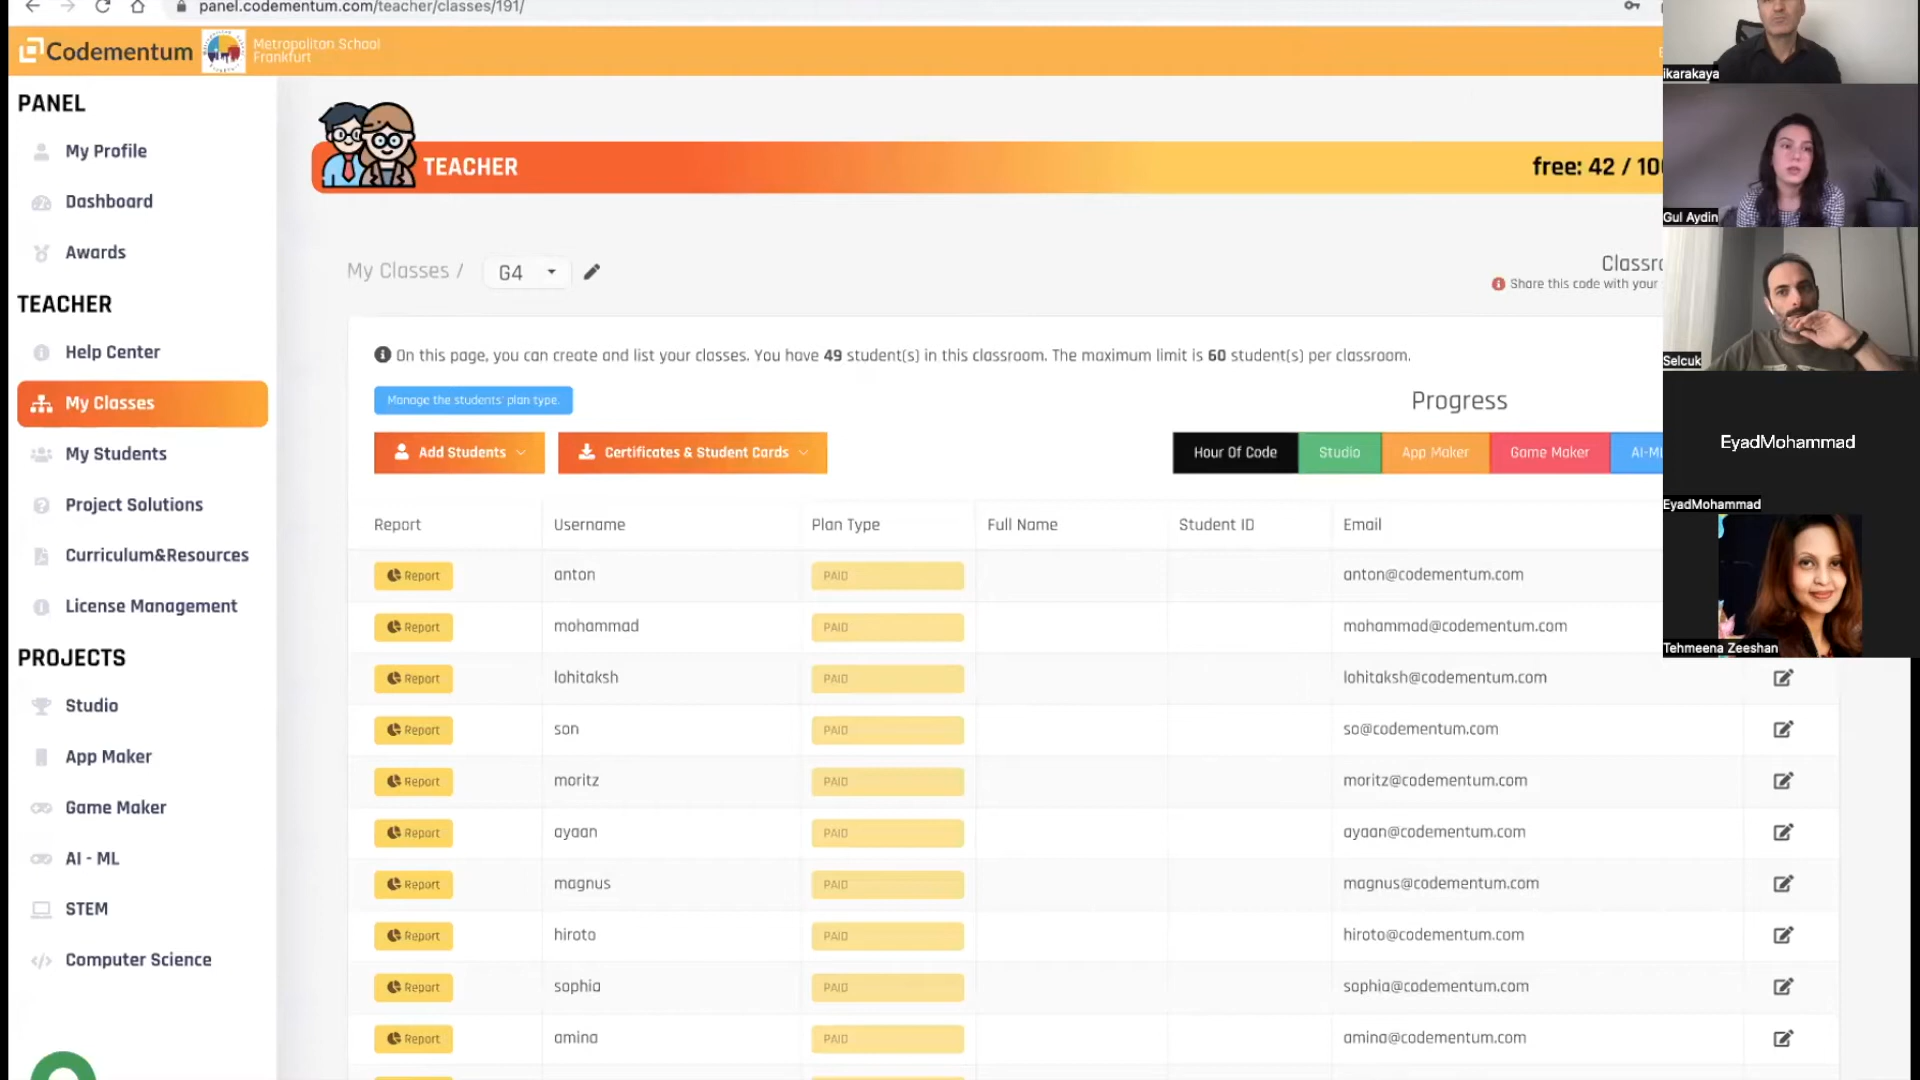 panel.codementum.com/teacher/classes/191/
Codementum
Metropolitan School
Frankfurt
PANEL
My Profile
Dashboard
Awards
TEACHER
Help Center
My Classes
My Students
Project Solutions
Curriculum&Resources
License Management
PROJECTS
Studio
App Maker
Game Maker
AI - ML
STEM
Computer Science
TEACHER
free: 42 / 10
My Classes /
G4
Share this code with your
On this page, you can create and list your classes. You have 49 student(s) in this classroom. The maximum limit is 60 student(s) per classroom.
Manage the students' plan type.
Progress
Add Students
Certificates & Student Cards
Hour Of Code
Studio
App Maker
Game Maker
AI-ML
Report Username Plan Type Full Name Student ID Email
Report anton PAID anton@codementum.com
Report mohammad PAID mohammad@codementum.com
Report lohitaksh PAID lohitaksh@codementum.com
Report son PAID so@codementum.com
Report moritz PAID moritz@codementum.com
Report ayaan PAID ayaan@codementum.com
Report magnus PAID magnus@codementum.com
Report hiroto PAID hiroto@codementum.com
Report sophia PAID sophia@codementum.com
Report amina PAID amina@codementum.com
ikarakaya
Gul Aydin
Selcuk
EyadMohammad
EyadMohammad
Tehmeena Zeeshan